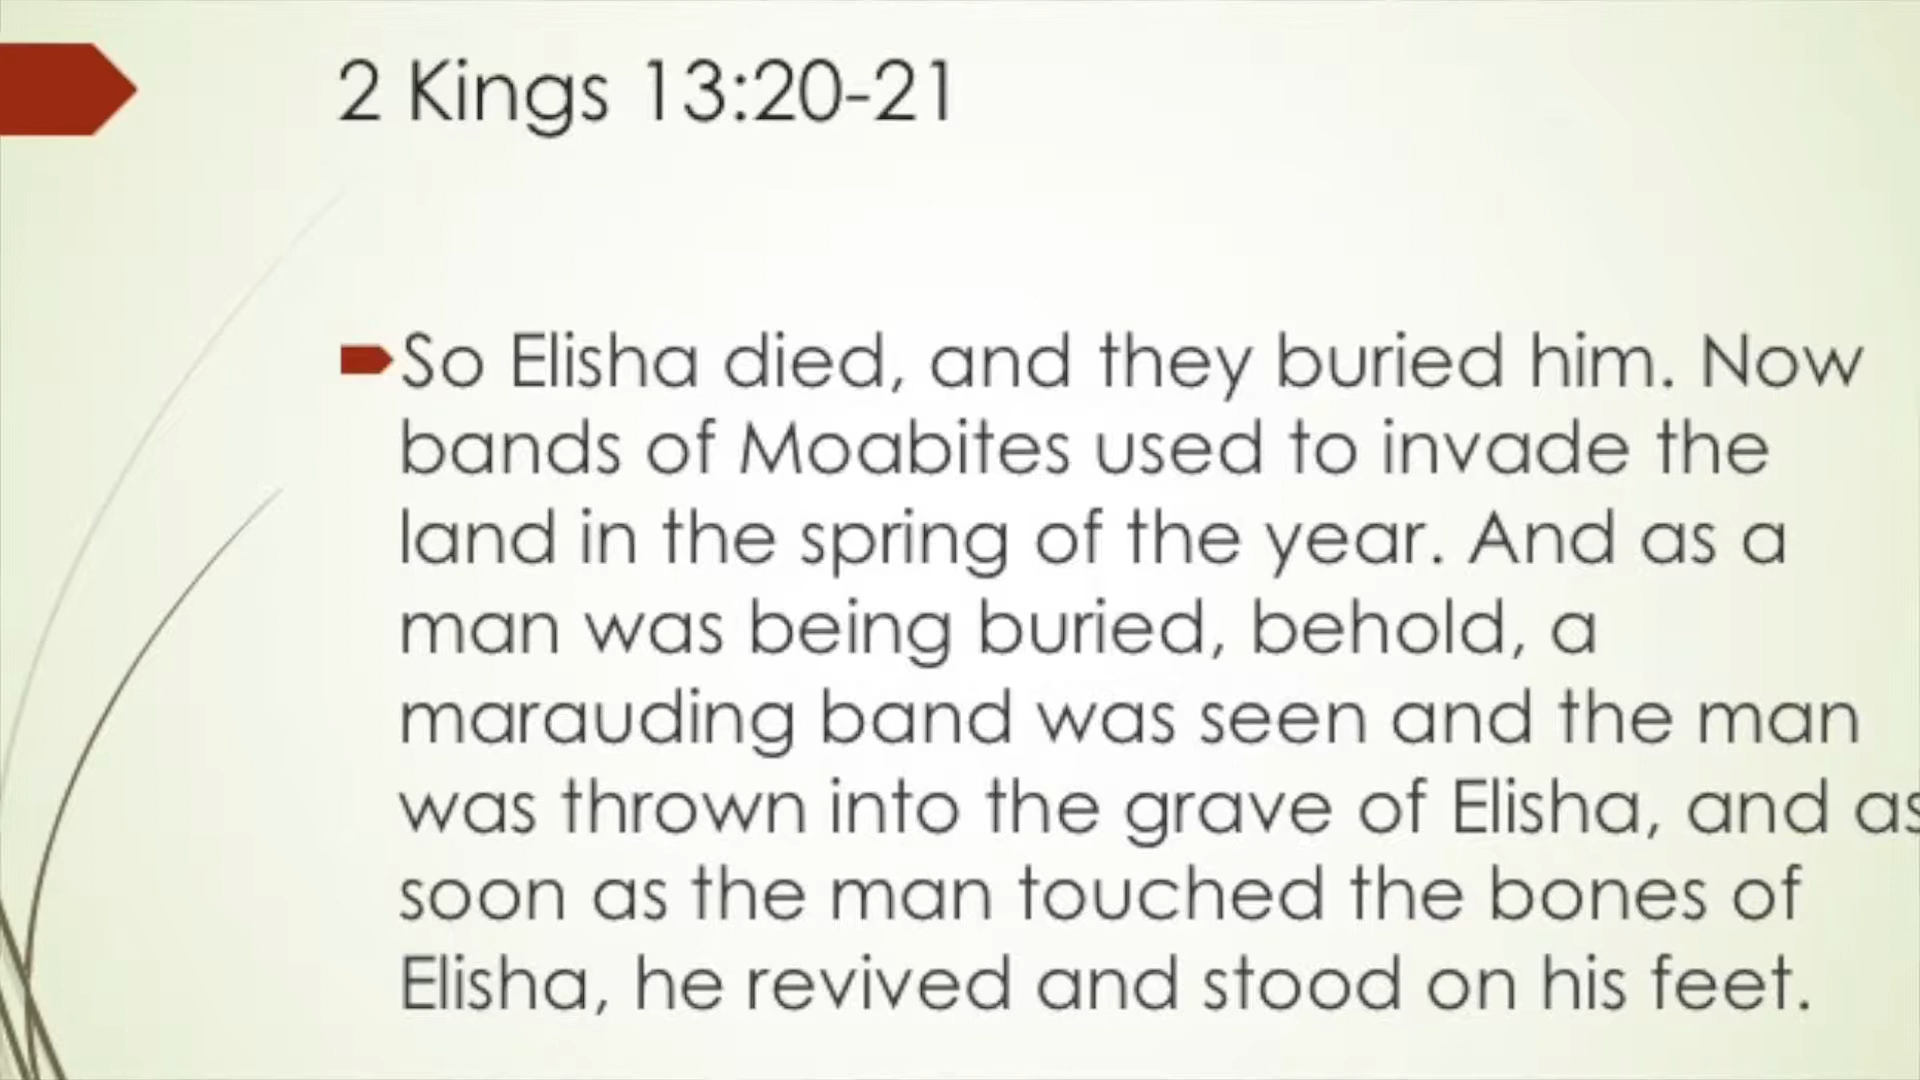 2 Kings 13:20-21
So Elisha died, and they buried him. Now
bands of Moabites used to invade the
land in the spring of the year. And as a
man was being buried, behold, a
marauding band was seen and the man
was thrown into the grave of Elisha, and as
soon as the man touched the bones of
Elisha, he revived and stood on his feet.